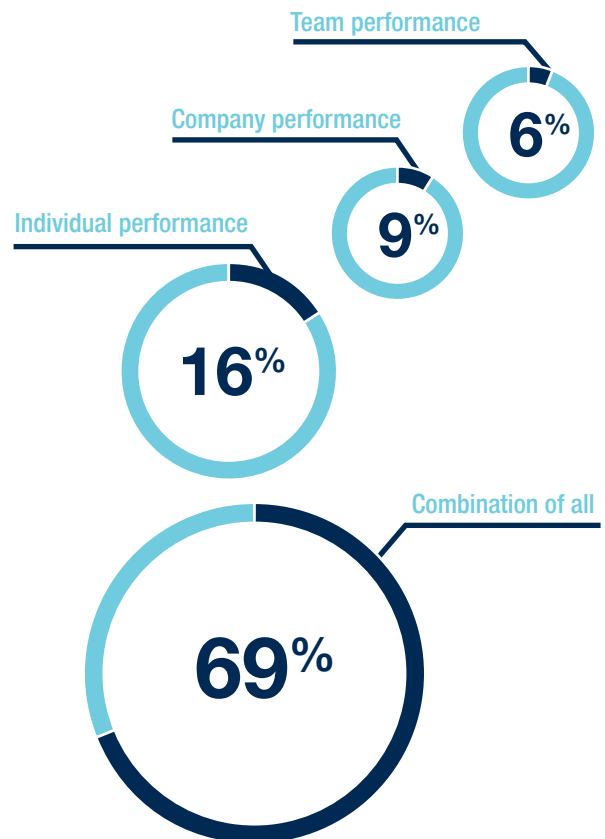 Team performance
6%
Company performance
9%
Individual performance
16%
Combination of all
69%